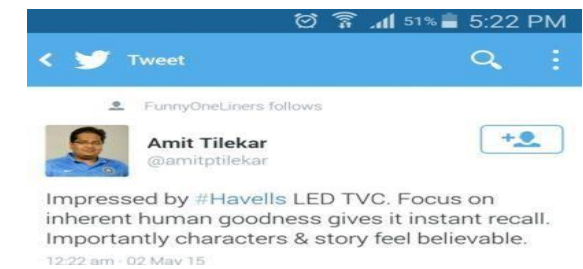 51% 5:22 PM
Tweet
FunnyOneLiners follows
Amit Tilekar
@amitptilekar
Impressed by #Havells LED TVC. Focus on
inherent human goodness gives it instant recall.
Importantly characters & story feel believable.
12:22 am · 02 May 15